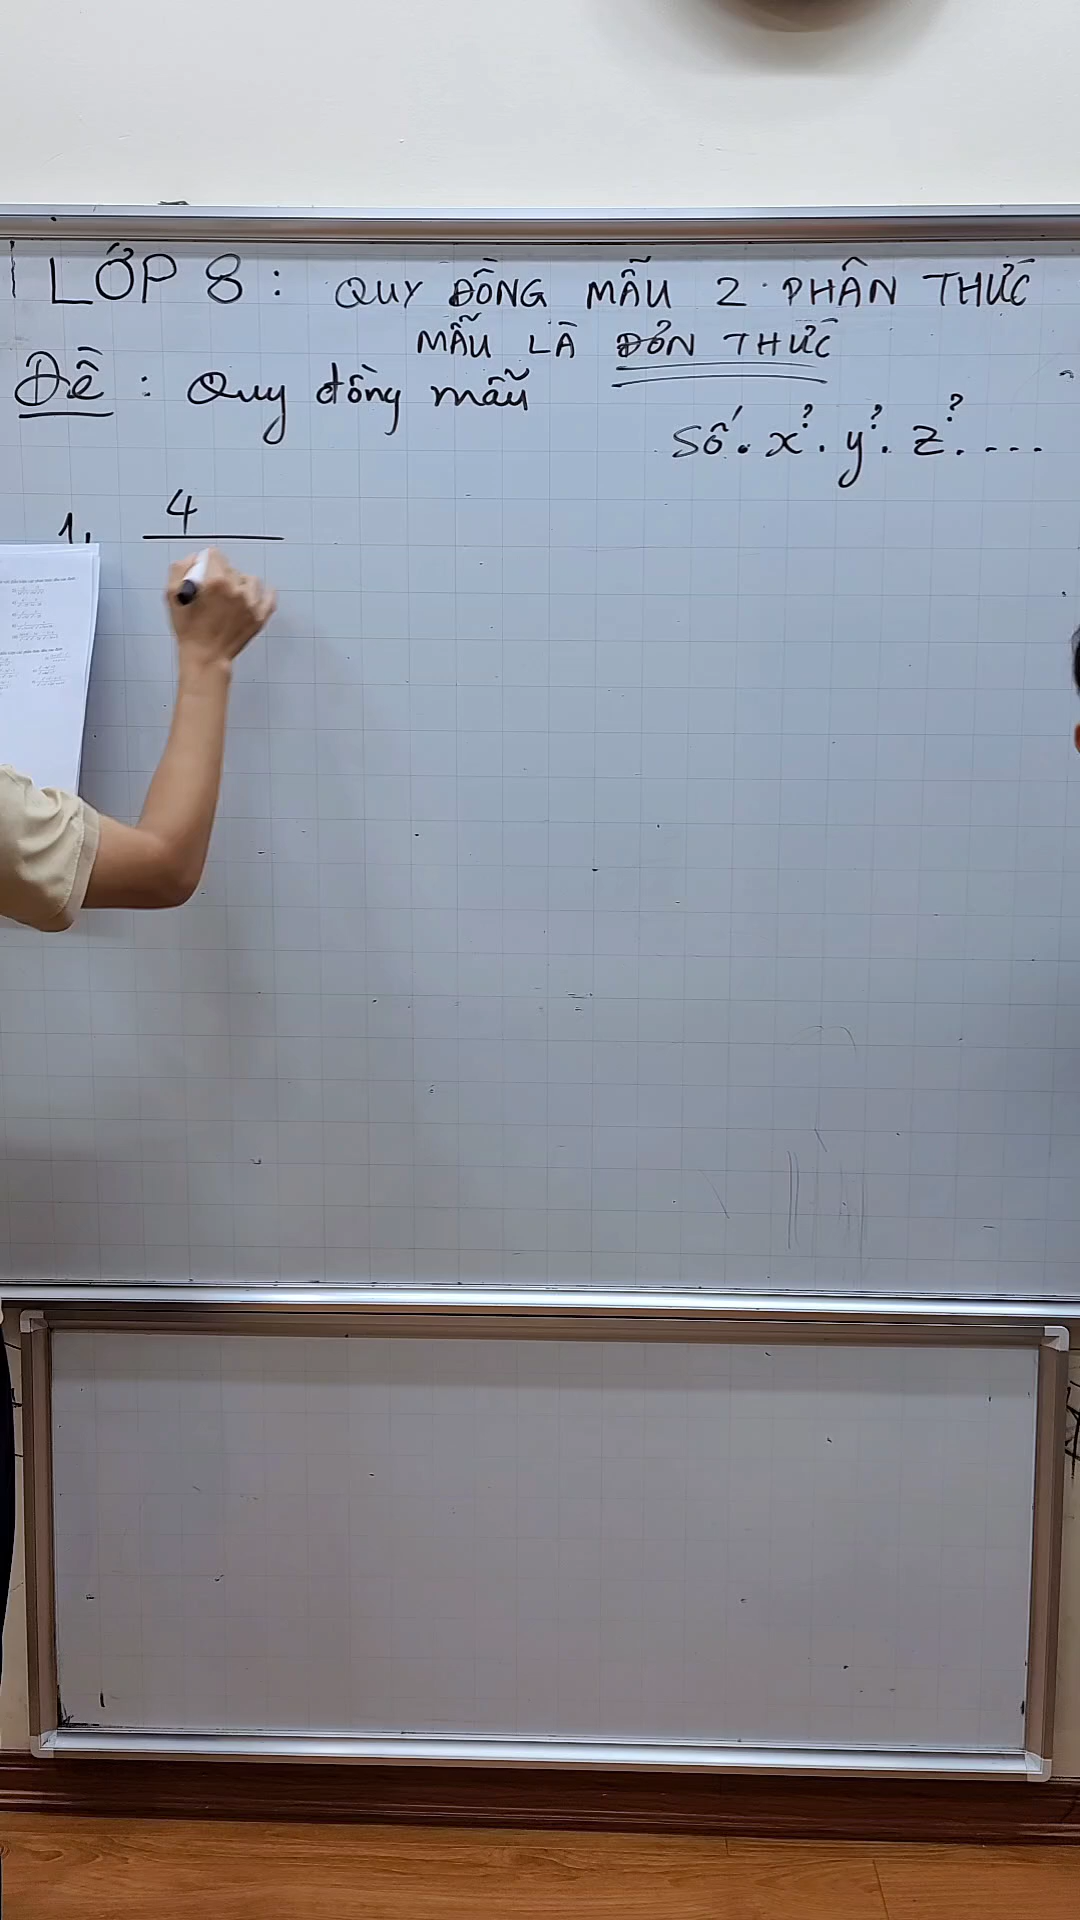 LỚP 8 : QUY ĐỒNG MẪU 2 PHÂN THỨC
MẪU LÀ ĐƠN THỨC
Đề : Quy đồng mẫu
Số . x? . y? . z? . ....
1. 4